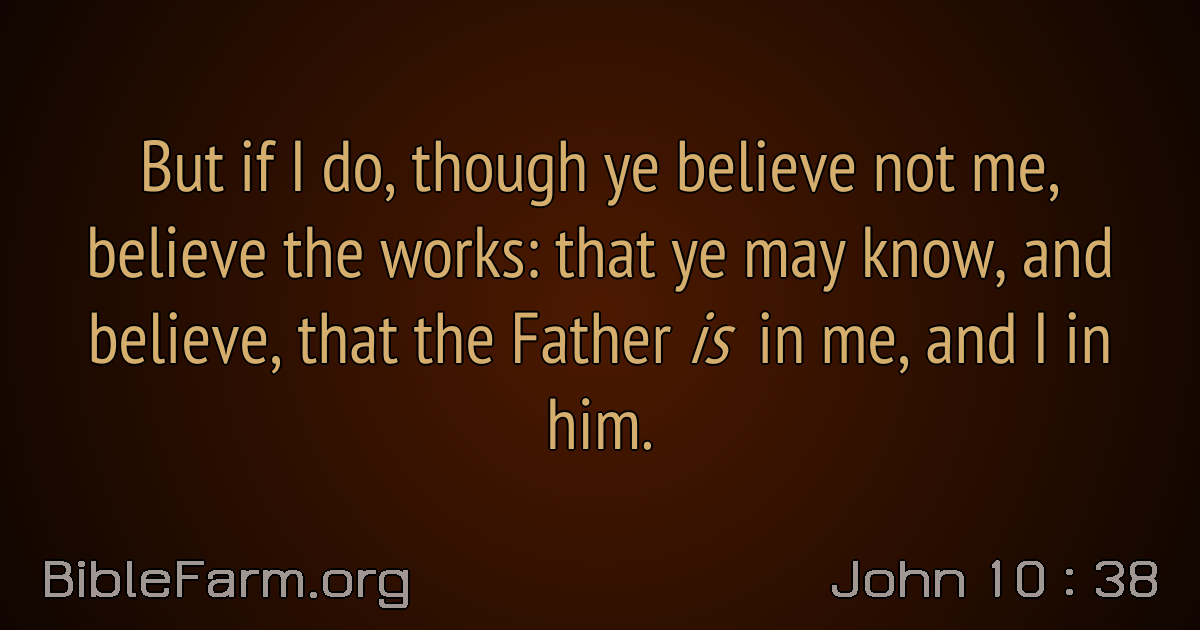 But if I do, though ye believe not me,
believe the works: that ye may know, and
believe, that the Father is in me, and I in
him.
BibleFarm.org
John 10 : 38